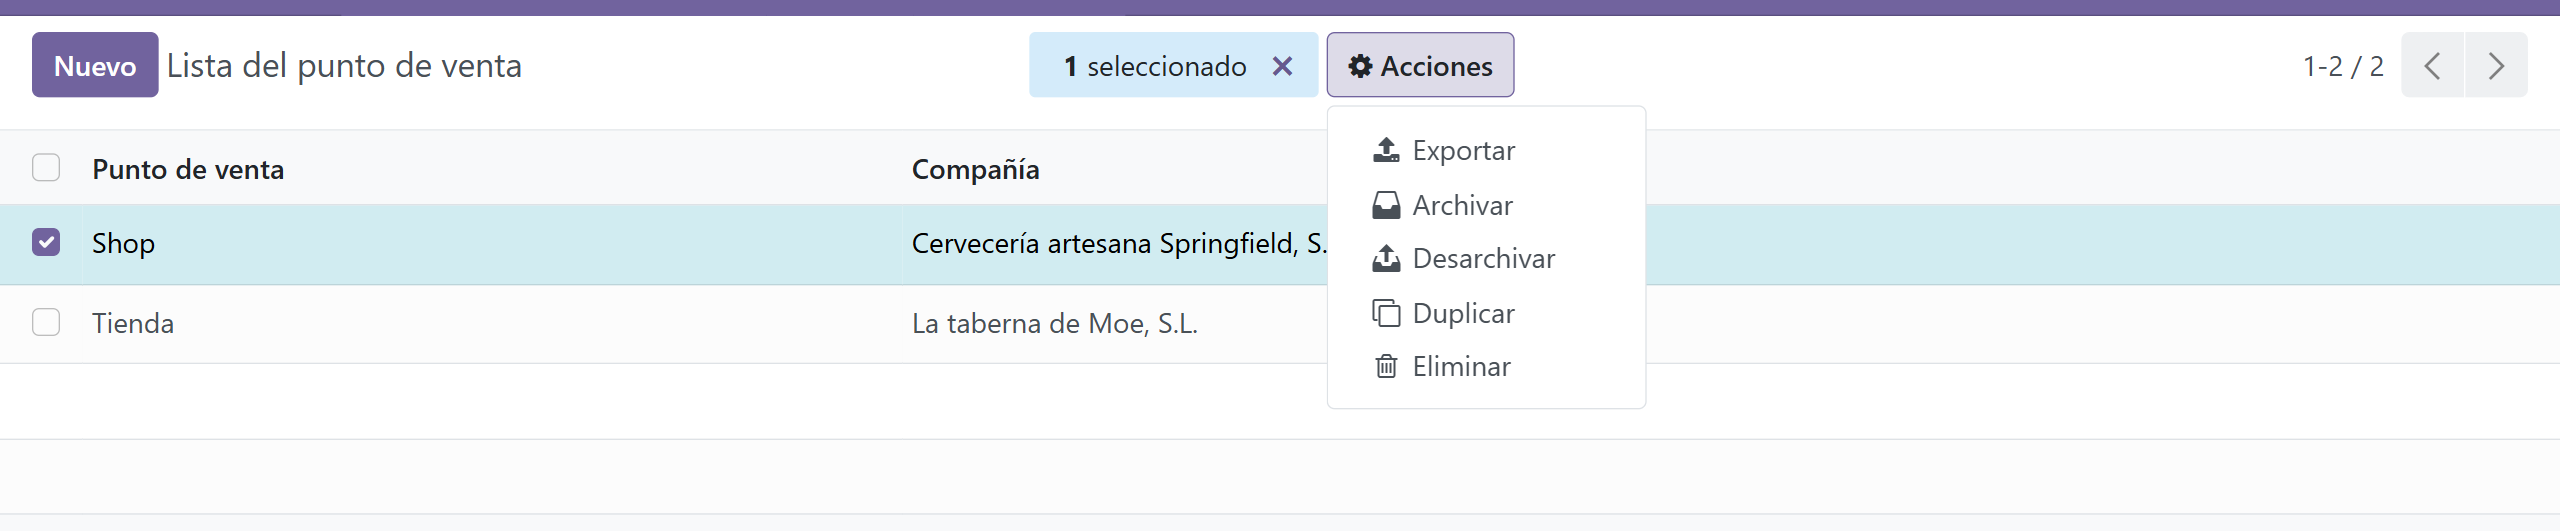 Nuevo Lista del punto de venta 1 seleccionado Acciones 1-2 / 2
Exportar
Punto de venta Compañía
Archivar
Shop Cervecería artesana Springfield, S.
Desarchivar
Duplicar
Tienda La taberna de Moe, S.L.
Eliminar